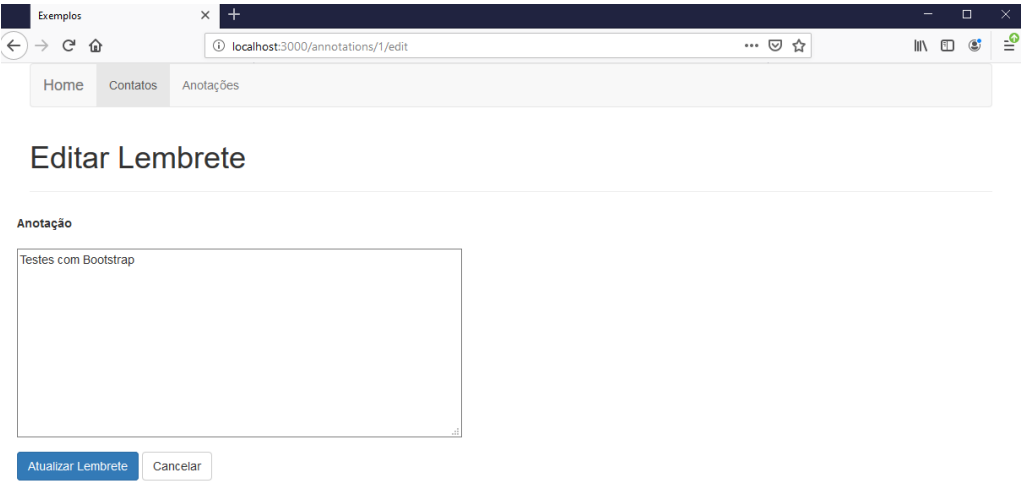 Exemplos
localhost:3000/annotations/1/edit
Home Contatos Anotações
Editar Lembrete
Anotação
Testes com Bootstrap
Atualizar Lembrete Cancelar